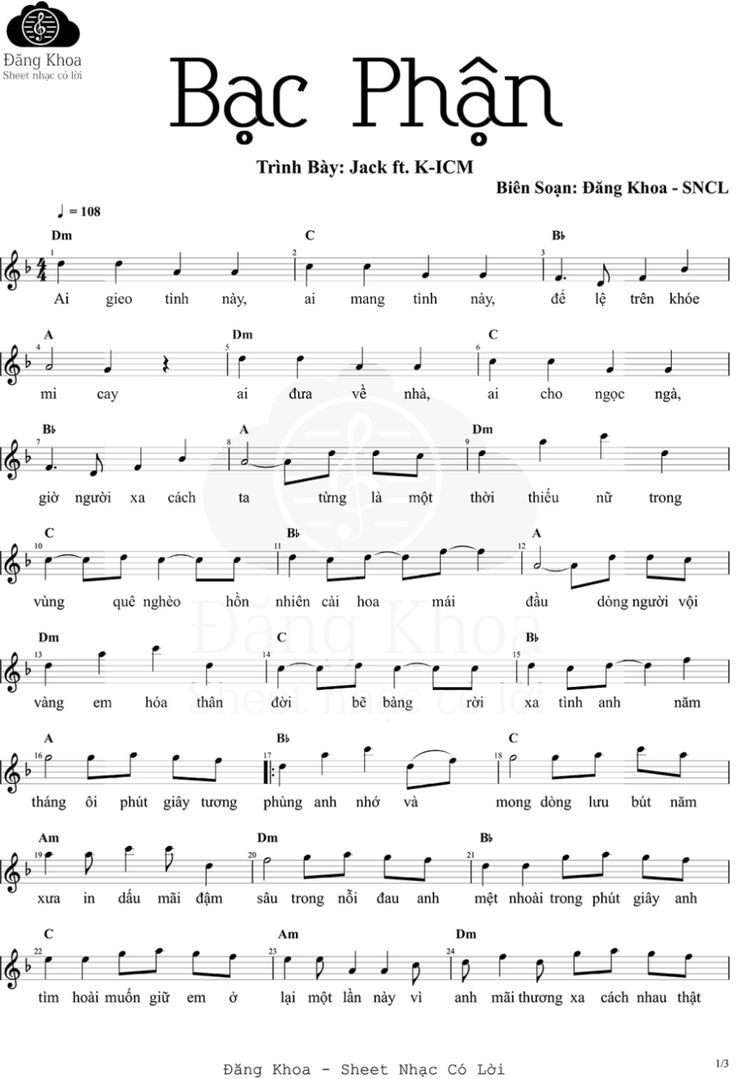 Đăng Khoa
Sheet nhạc có lời
Bạc Phận
Trình Bày: Jack ft. K-ICM
Biên Soạn: Đăng Khoa - SNCL
♩ = 108
Dm C B♭
1 2 3
4 4
Ai gieo tình này, ai mang tình này, để lệ trên khóe
A Dm C
4 5 6
mi cay ai đưa về nhà, ai cho ngọc ngà,
B♭ A Dm
7 8 9
giờ người xa cách ta từng là một thời thiếu nữ trong
C B♭ A
10 11 12
vùng quê nghèo hồn nhiên cài hoa mái đầu dòng người vội
Dm C B♭
13 14 15
vàng em hóa thân đời bẽ bàng rời xa tình anh năm
A B♭ C
16 17 18
tháng ôi phút giây tương phùng anh nhớ và mong dòng lưu bút năm
Am Dm B♭
19 20 21
xưa in dấu mãi đậm sâu trong nỗi đau anh mệt nhoài trong phút giây anh
C Am Dm
22 23 24
tìm hoài muốn giữ em ở lại một lần này vì anh mãi thương xa cách nhau thật
Đăng Khoa
Sheet nhạc có lời
1/3
Đăng Khoa - Sheet Nhạc Có Lời